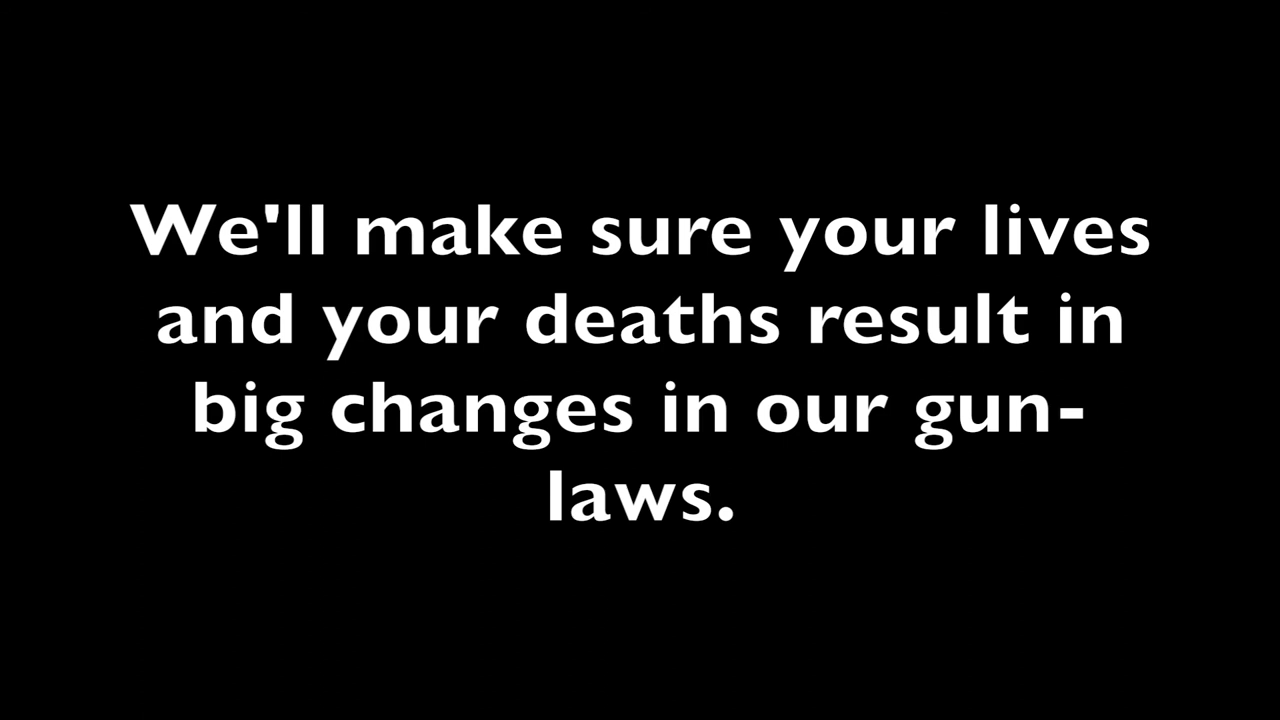 We'll make sure your lives
and your deaths result in
big changes in our gun-
laws.